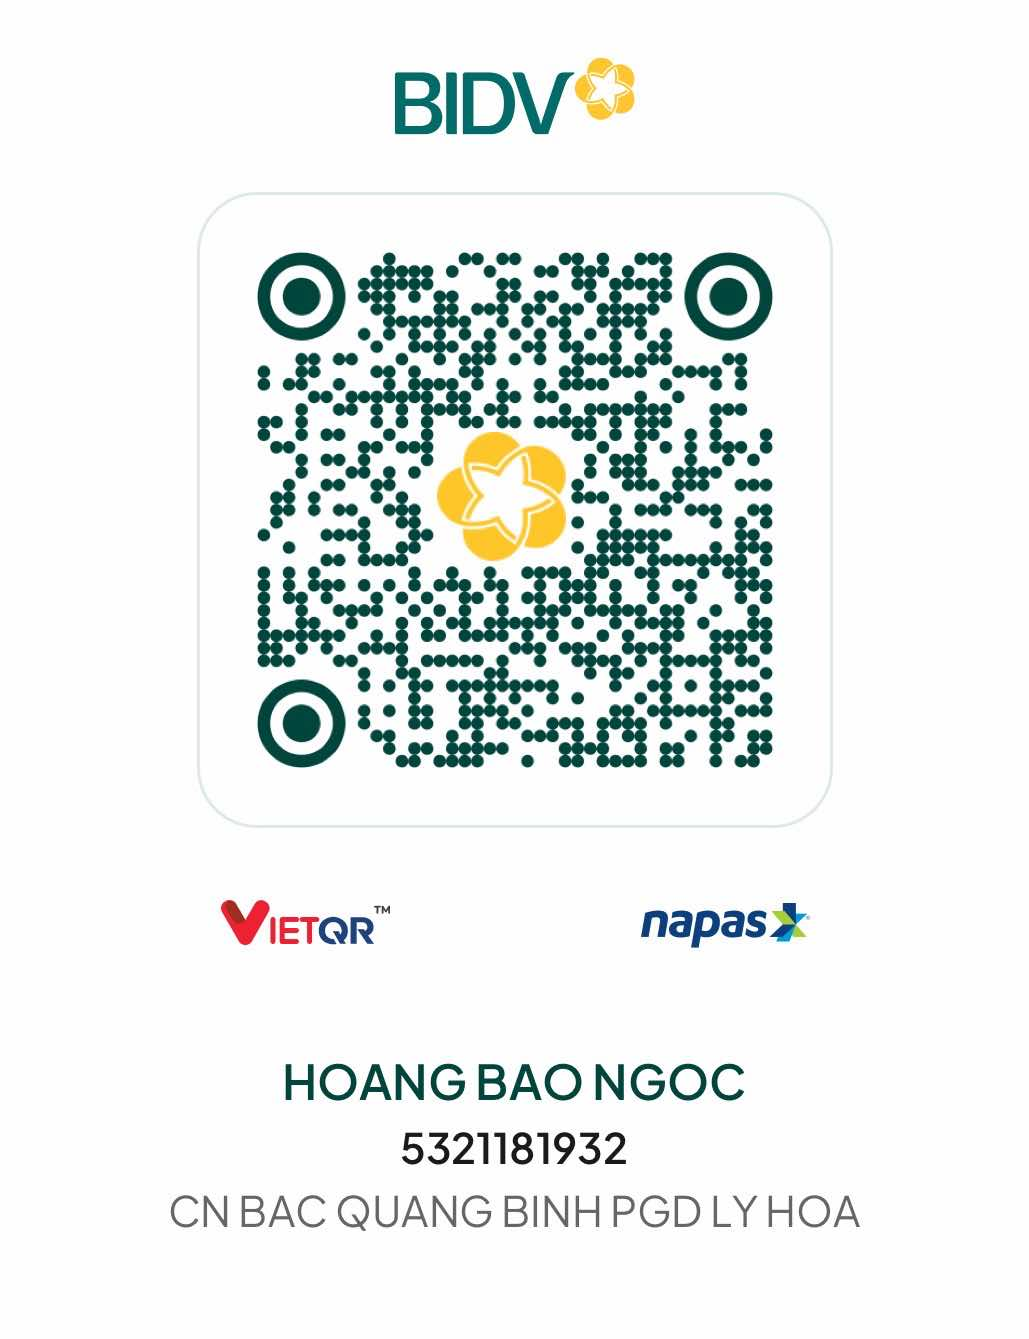 BIDV
VIETQR™
napas
HOANG BAO NGOC
5321181932
CN BAC QUANG BINH PGD LY HOA